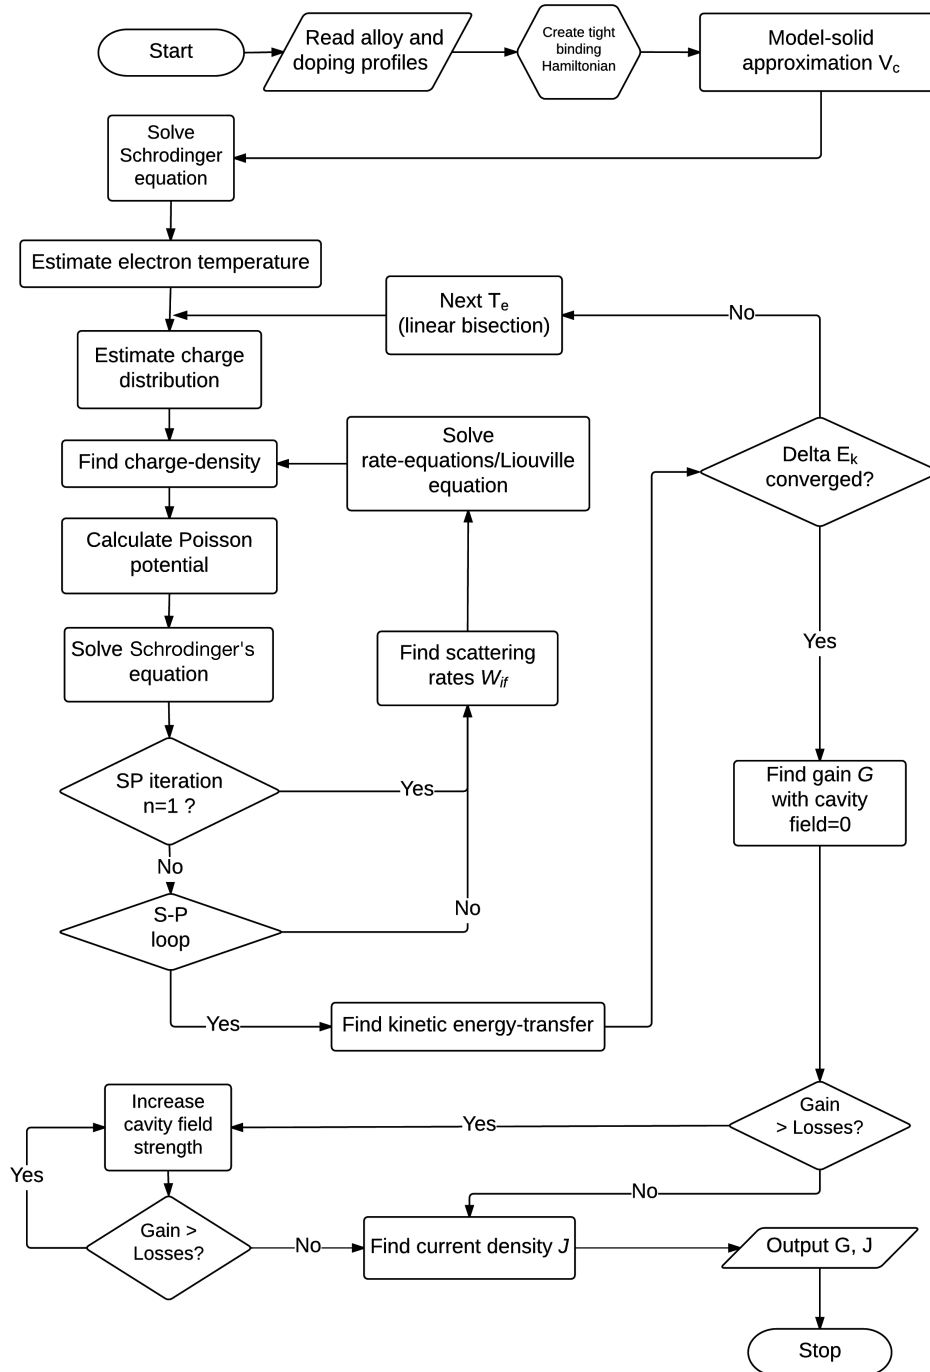 Start
Read alloy and
doping profiles
Create tight
binding
Hamiltonian
Model-solid
approximation Vc
Solve
Schrodinger
equation
Estimate electron temperature
Next Te
(linear bisection)
No
Estimate charge
distribution
Solve
rate-equations/Liouville
equation
Find charge-density
Delta Ek
converged?
Calculate Poisson
potential
Solve Schrodinger's
equation
Find scattering
rates Wif
Yes
SP iteration
n=1 ?
Yes
Find gain G
with cavity
field=0
No
S-P
loop
No
Yes
Find kinetic energy-transfer
Increase
cavity field
strength
Yes
Gain
> Losses?
Yes
No
Gain >
Losses?
No
Find current density J
Output G, J
Stop